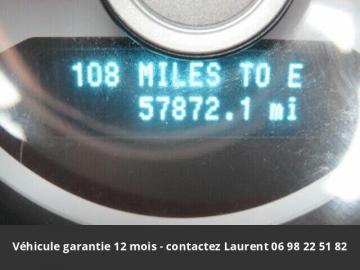 108 MILES TO E
57872.1 mi
Véhicule garantie 12 mois - contactez Laurent 06 98 22 51 82